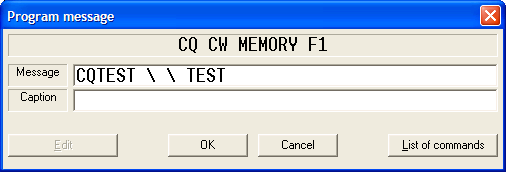 Program message
CQ CW MEMORY F1
Message CQTEST \ \ TEST
Caption
Edit OK Cancel List of commands